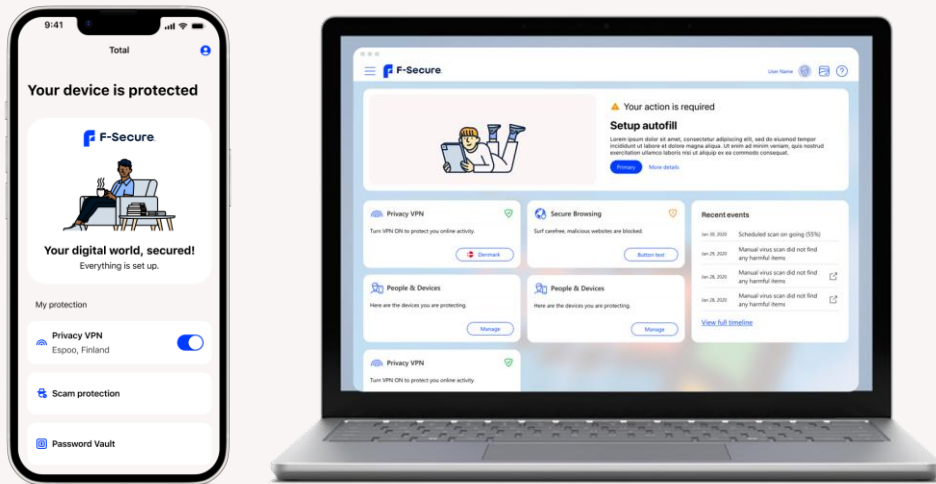 9:41
Total
Your device is protected
F-Secure
Your digital world, secured!
Everything is set up.
My protection
Privacy VPN
Espoo, Finland
Scam protection
Password Vault
F-Secure
User Name
Your action is required
Setup autofill
Lorem ipsum dolor sit amet, consectetur adipiscing elit, sed do eiusmod tempor
incididunt ut labore et dolore magna aliqua. Ut enim ad minim veniam, quis nostrud
exercitation ullamco laboris nisi ut aliquip ex ea commodo consequat.
Primary
More details
Privacy VPN
Turn VPN ON to protect you online activity.
Denmark
Secure Browsing
Surf carefree, malicious websites are blocked.
Button text
People & Devices
Here are the devices you are protecting.
Manage
People & Devices
Here are the devices you are protecting.
Manage
Privacy VPN
Turn VPN ON to protect you online activity.
Recent events
Jan 30, 2020 Scheduled scan on going (55%)
Jan 29, 2020 Manual virus scan did not find
any harmful items
Jan 28, 2020 Manual virus scan did not find
any harmful items
Jan 28, 2020 Manual virus scan did not find
any harmful items
View full timeline